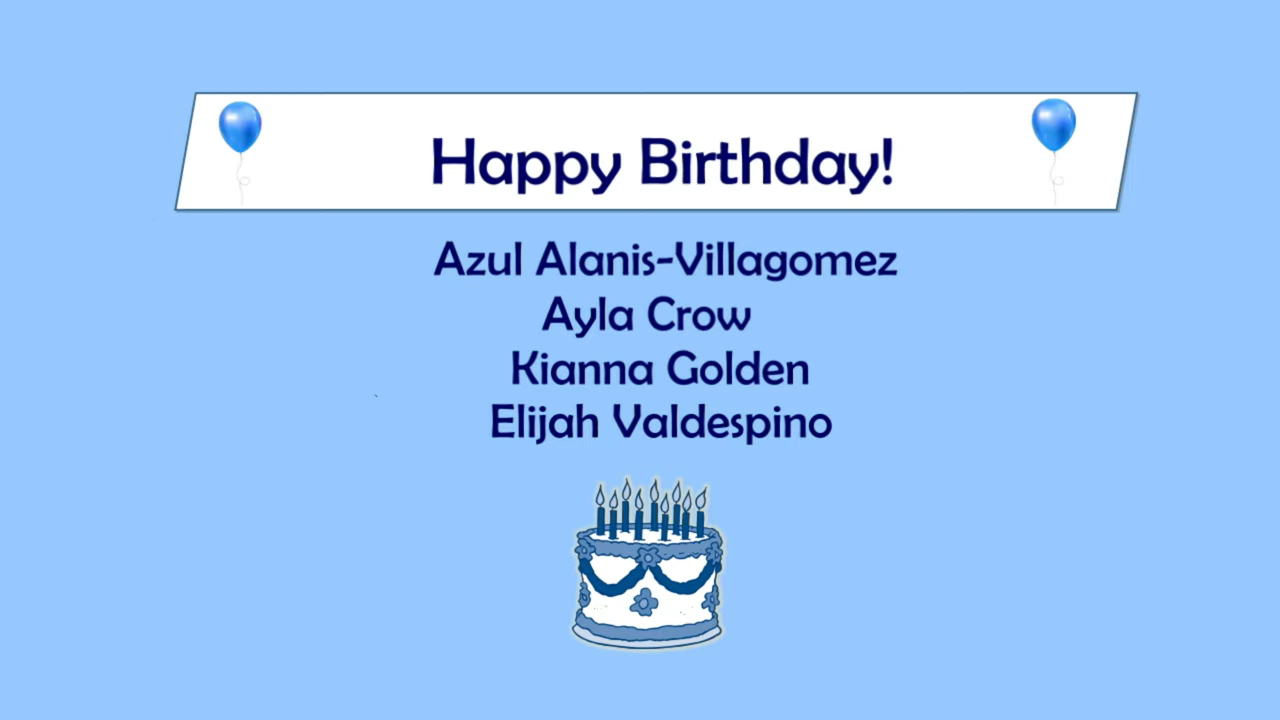 Happy Birthday!
Azul Alanis-Villagomez
Ayla Crow
Kianna Golden
Elijah Valdespino